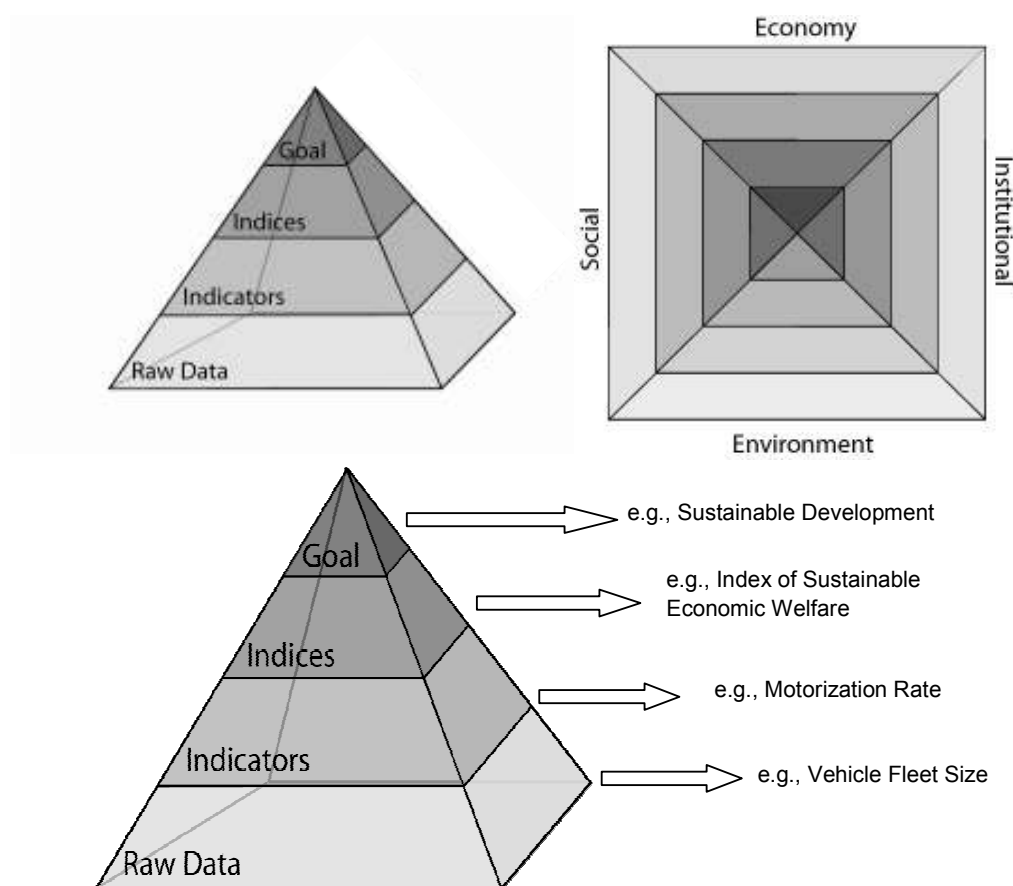 Economy
Goal
Indices
Indicators
Raw Data
Social
Institutional
Environment
Goal
Indices
Indicators
Raw Data
e.g., Sustainable Development
e.g., Index of Sustainable
Economic Welfare
e.g., Motorization Rate
e.g., Vehicle Fleet Size